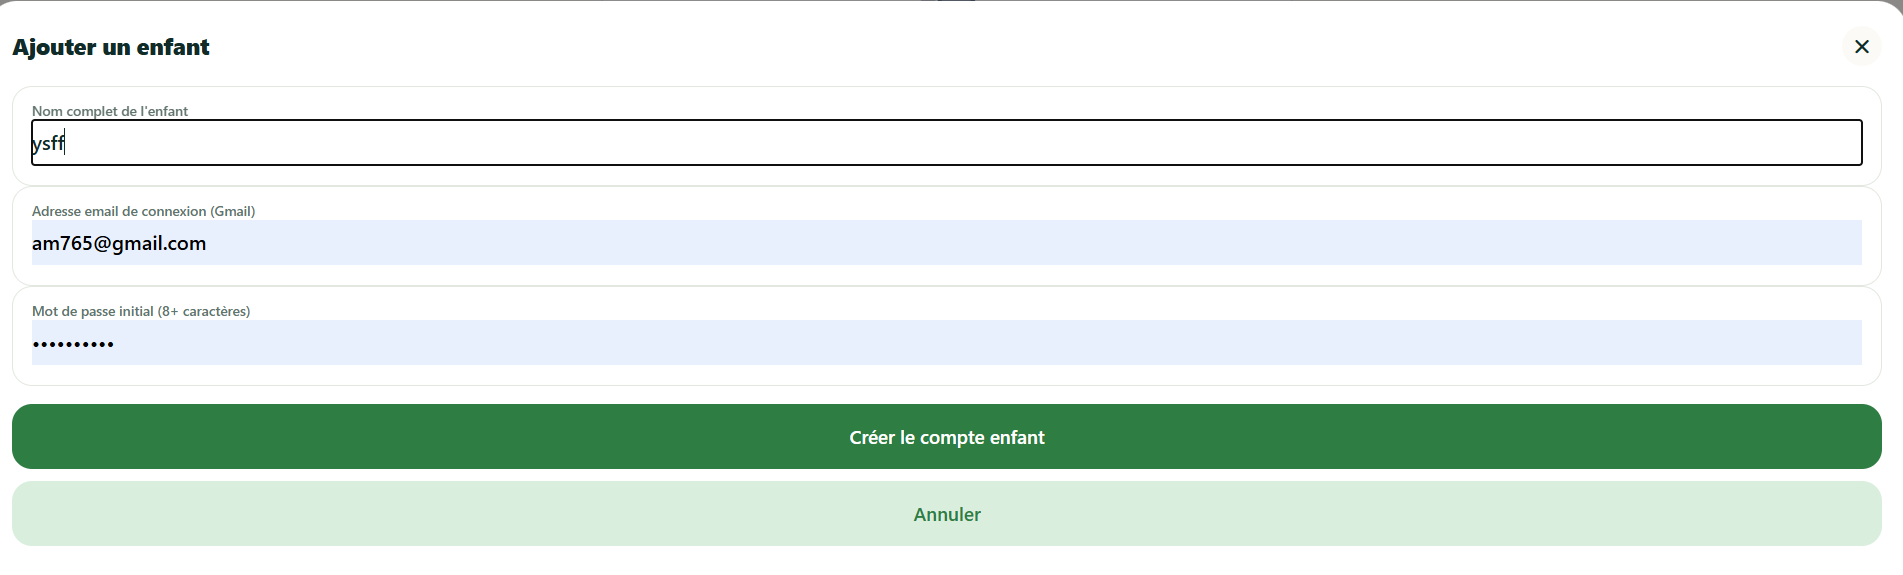 Ajouter un enfant
Nom complet de l'enfant
ysff
Adresse email de connexion (Gmail)
am765@gmail.com
Mot de passe initial (8+ caractères)
••••••••••
Créer le compte enfant
Annuler